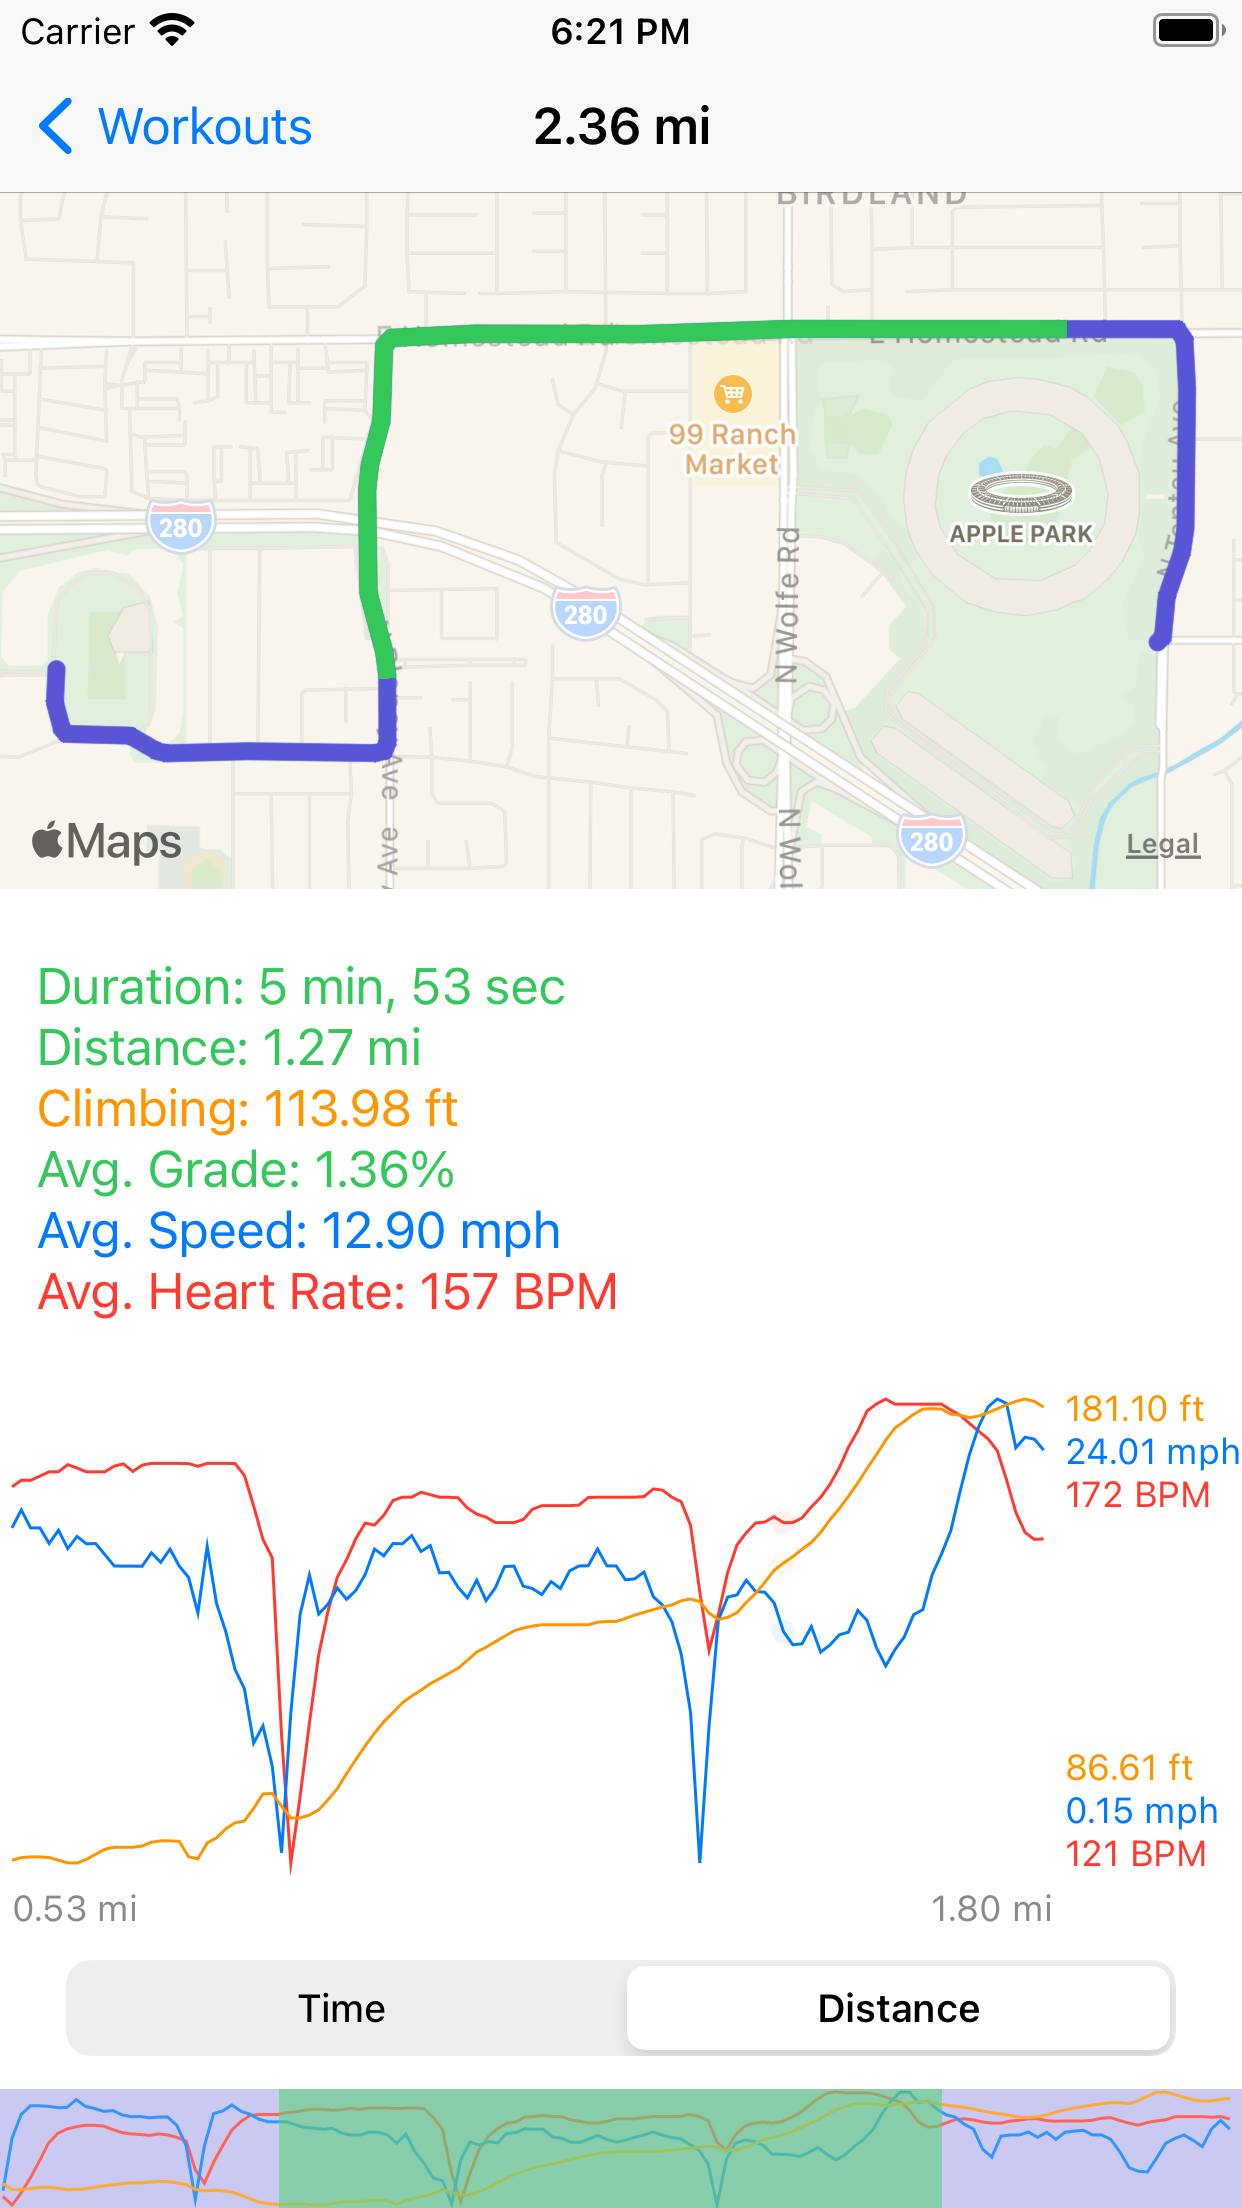 Carrier 6:21 PM
Workouts 2.36 mi
BIRDLAND
E Homestead Rd
99 Ranch
Market
280
APPLE PARK
N Tantau Ave
280
N Wolfe Rd
Ave
280
Ave
N Wol
Maps
Legal
Duration: 5 min, 53 sec
Distance: 1.27 mi
Climbing: 113.98 ft
Avg. Grade: 1.36%
Avg. Speed: 12.90 mph
Avg. Heart Rate: 157 BPM
181.10 ft
24.01 mph
172 BPM
86.61 ft
0.15 mph
121 BPM
0.53 mi 1.80 mi
Time Distance